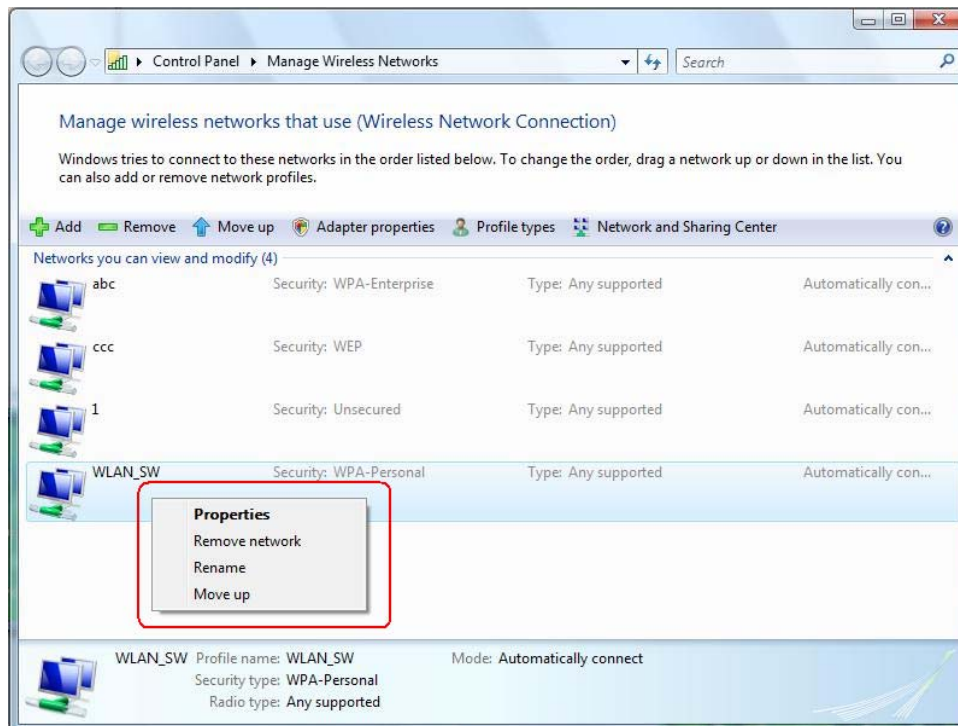 Control Panel Manage Wireless Networks Search
Manage wireless networks that use (Wireless Network Connection)
Windows tries to connect to these networks in the order listed below. To change the order, drag a network up or down in the list. You
can also add or remove network profiles.
Add Remove Move up Adapter properties Profile types Network and Sharing Center
Networks you can view and modify (4)
abc Security: WPA-Enterprise Type: Any supported Automatically con...
ccc Security: WEP Type: Any supported Automatically con...
1 Security: Unsecured Type: Any supported Automatically con...
WLAN_SW Security: WPA-Personal Type: Any supported Automatically con...
Properties
Remove network
Rename
Move up
WLAN_SW Profile name: WLAN_SW Mode: Automatically connect
Security type: WPA-Personal
Radio type: Any supported